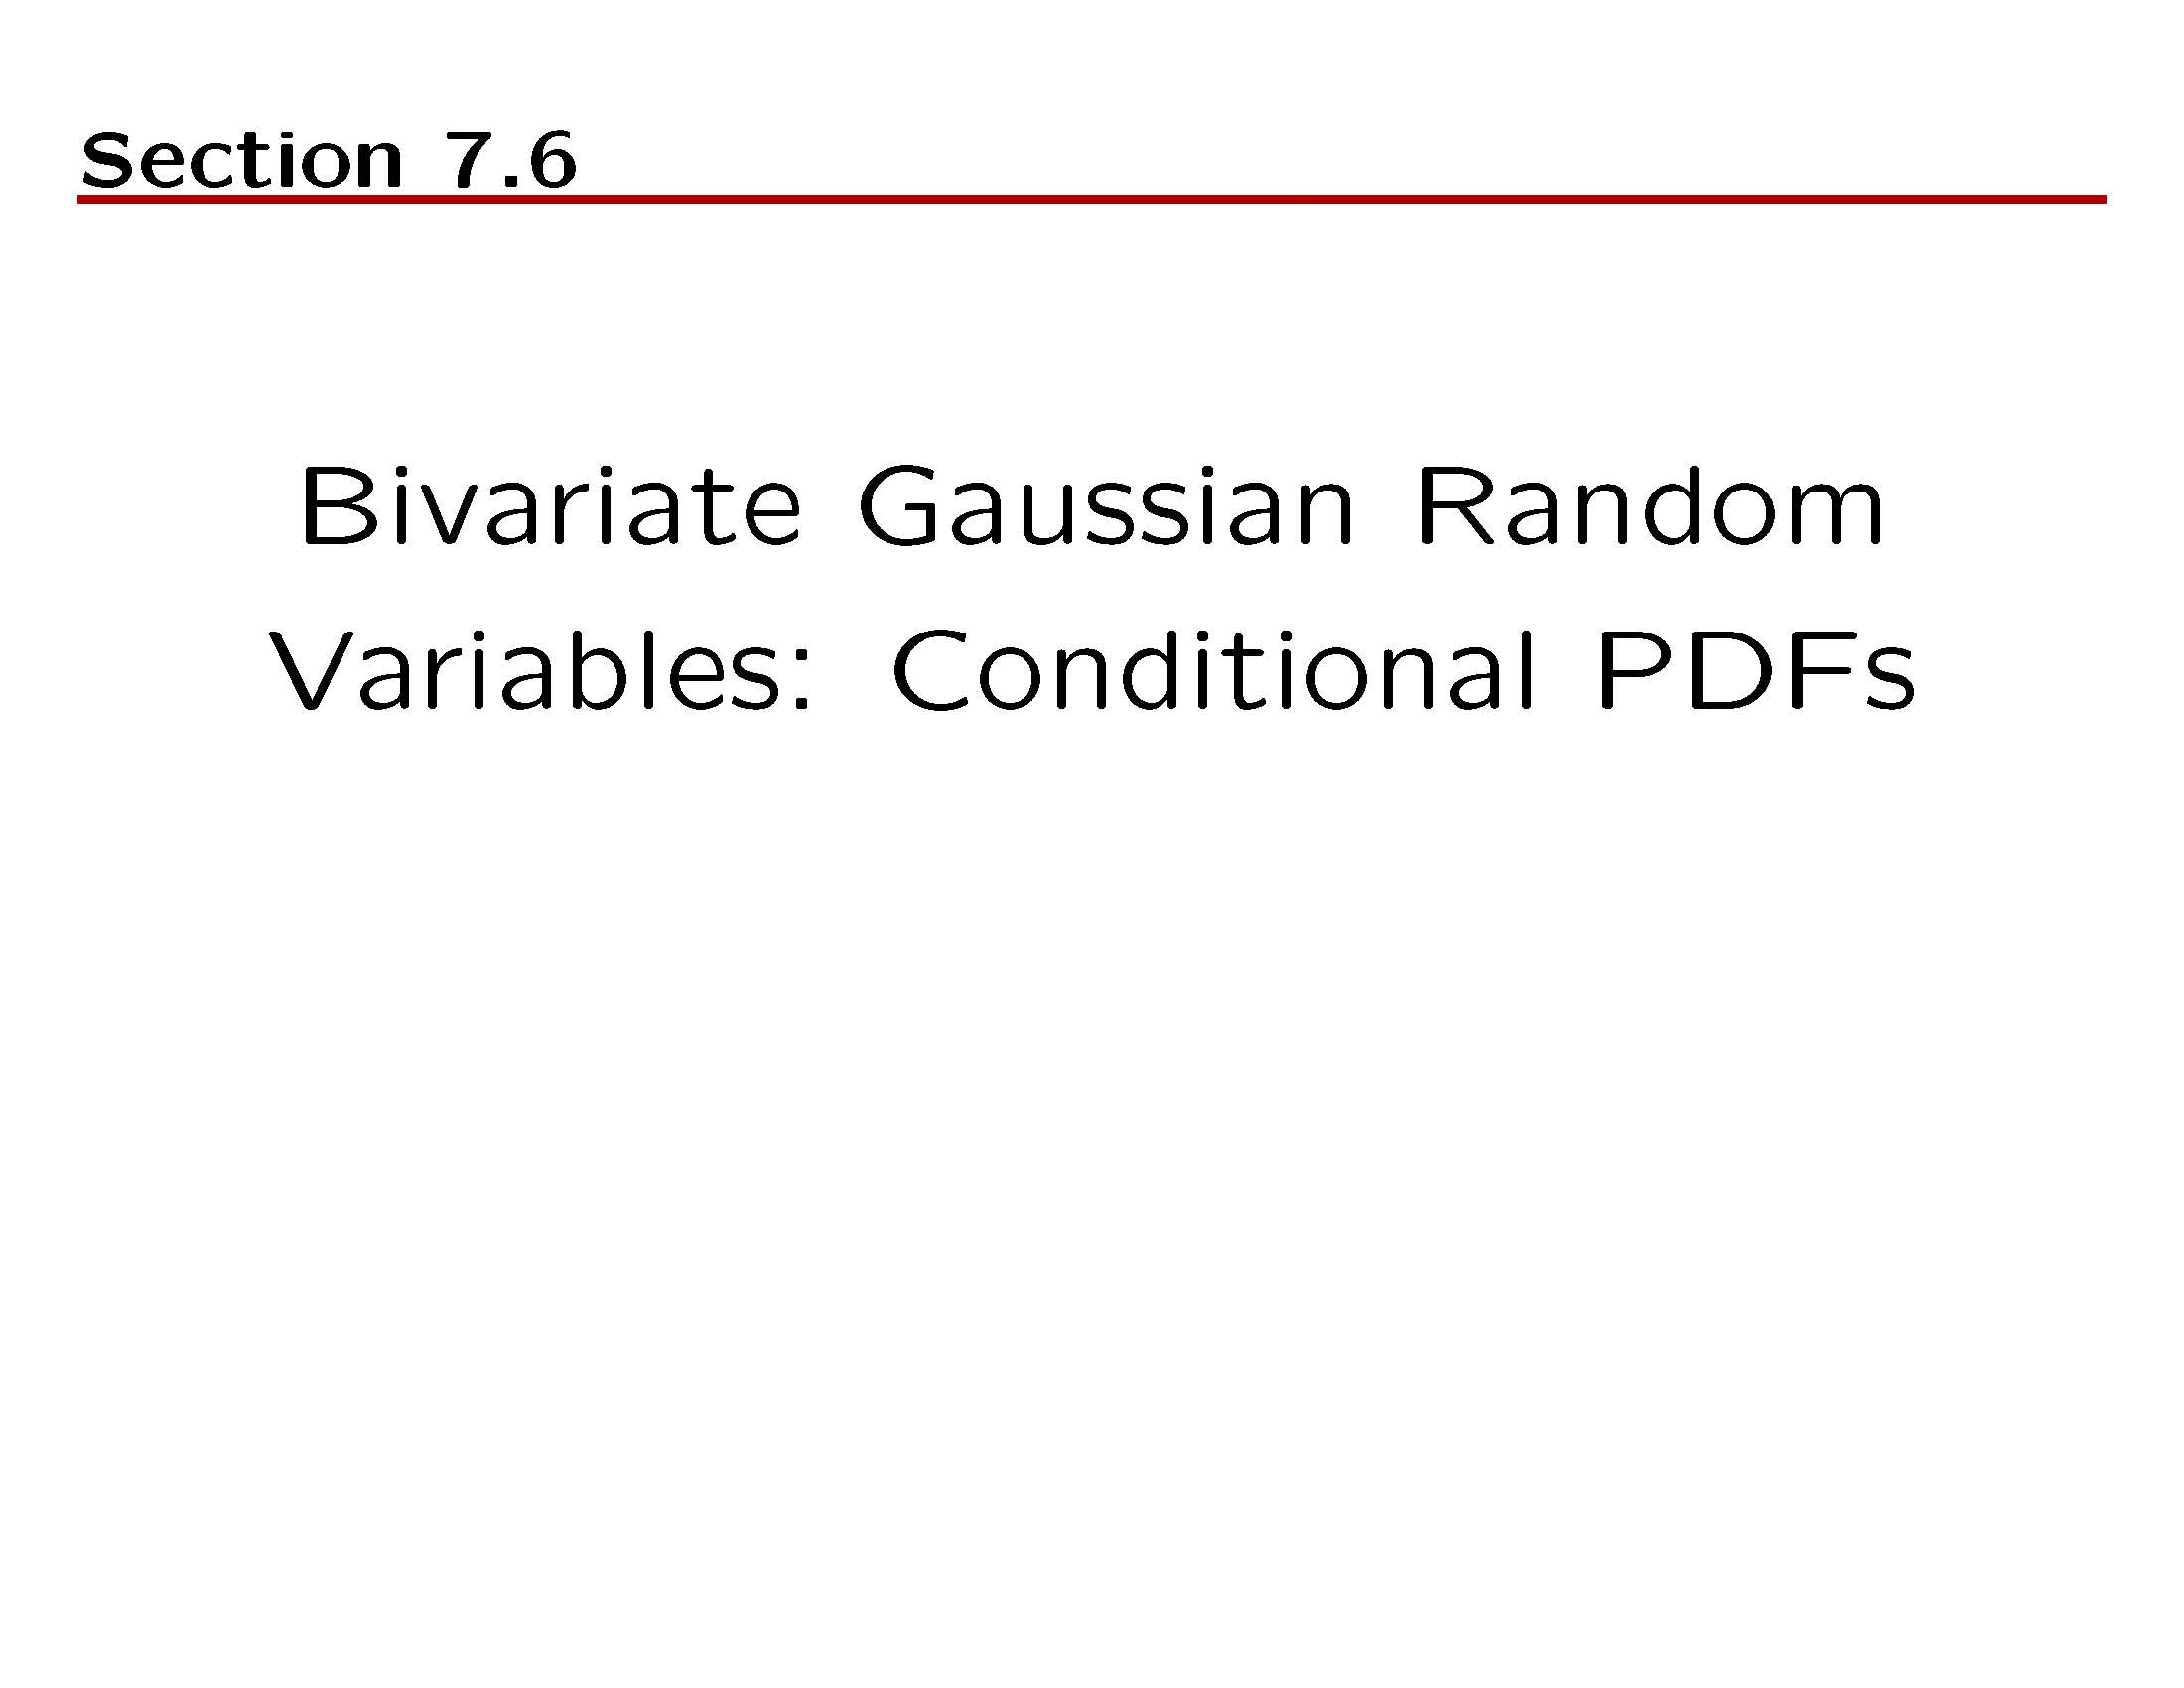 Section 7.6
Bivariate Gaussian Random
Variables: Conditional PDFs